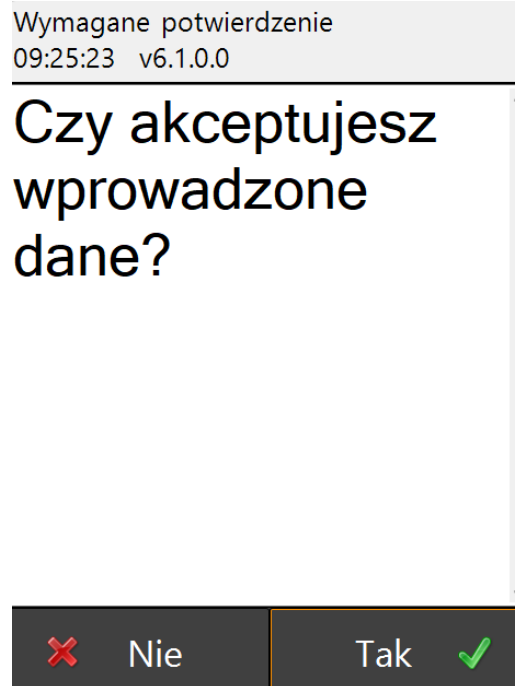 Wymagane potwierdzenie
09:25:23 v6.1.0.0
Czy akceptujesz
wprowadzone
dane?
Nie
Tak